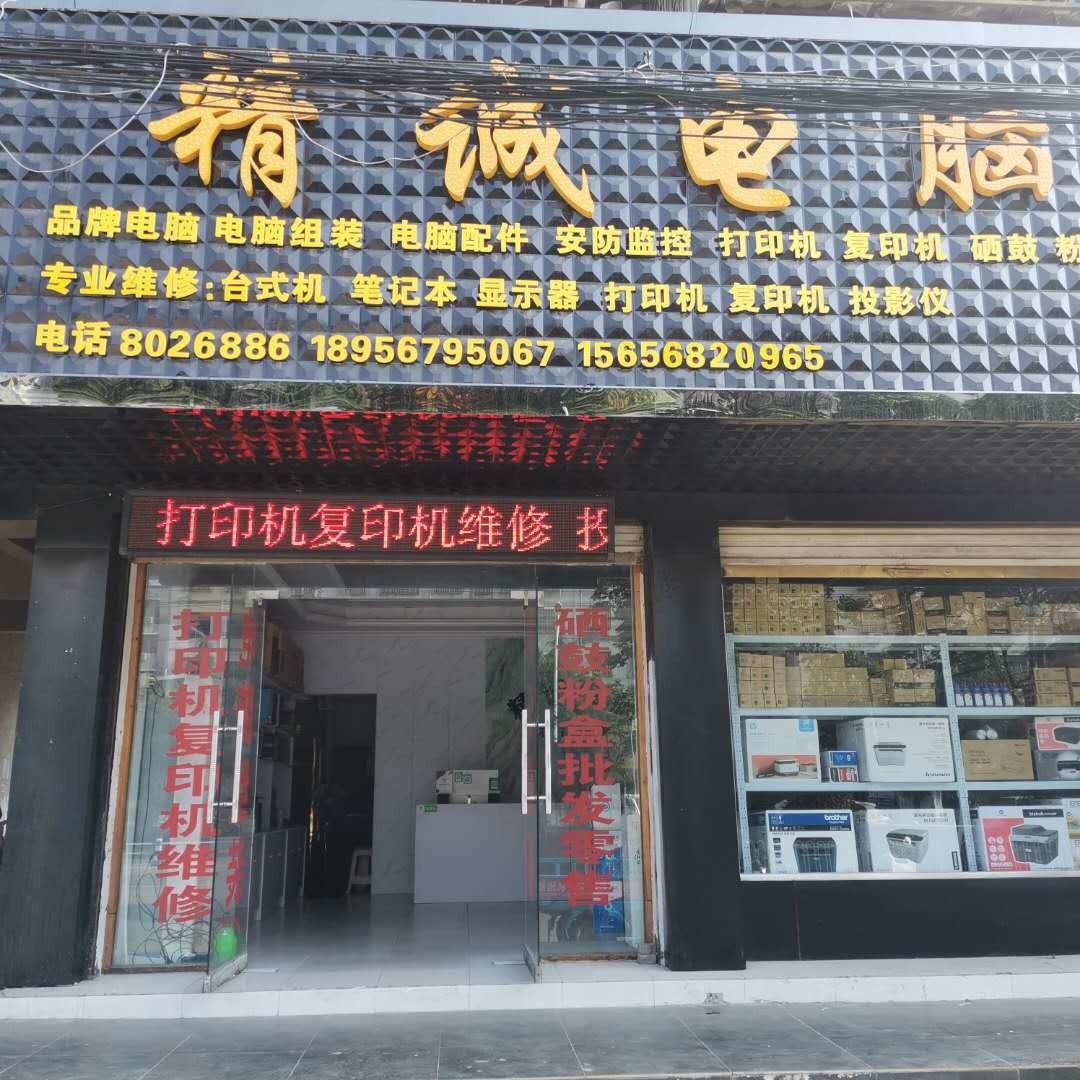 精诚电脑
品牌电脑 电脑组装 电脑配件 安防监控 打印机 复印机 硒鼓 粉
专业维修:台式机 笔记本 显示器 打印机 复印机 投影仪
电话 8026886 18956795067 15656820965
打印机复印机维修 投
打印机复印机维修
硒鼓粉盒批发零售
brother